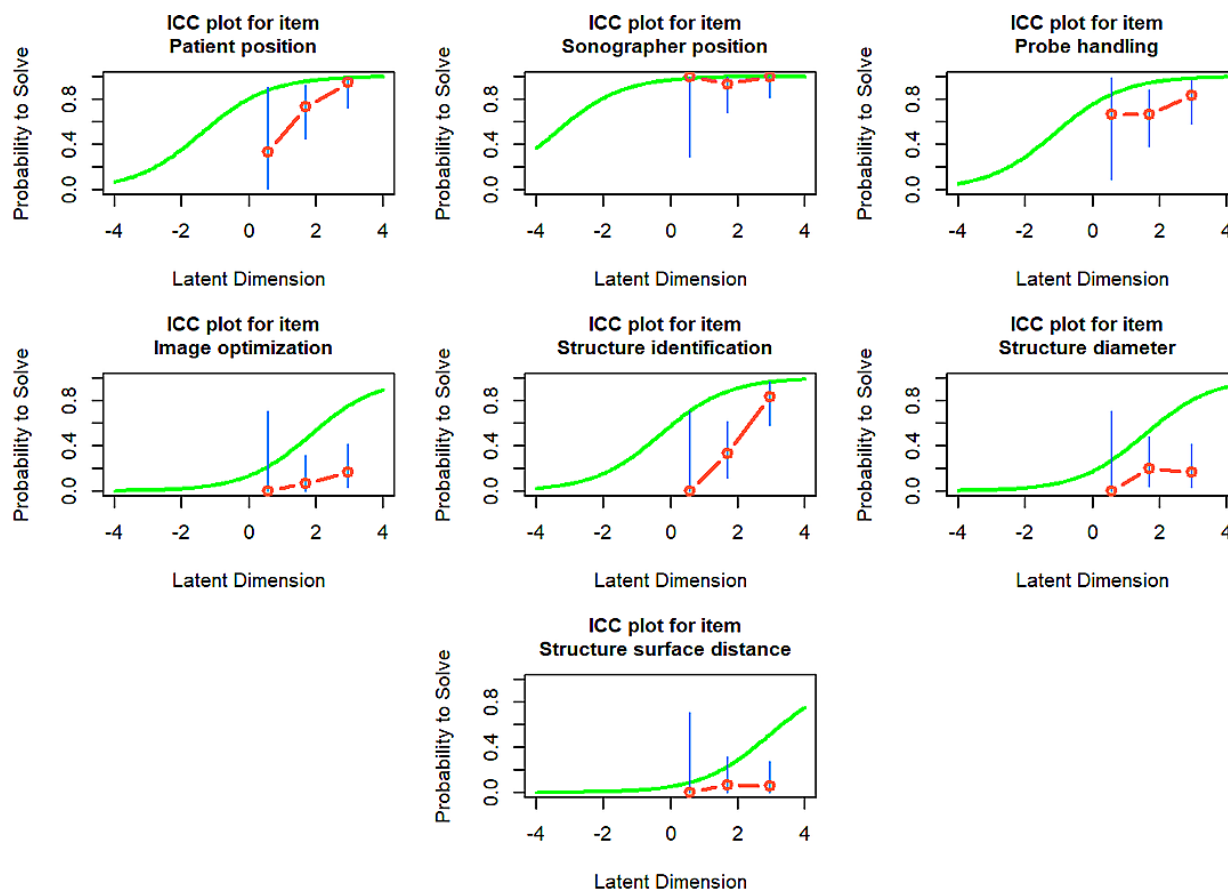 ICC plot for item
Patient position
Probability to Solve
0.0 0.4 0.8
-4 -2 0 2 4
Latent Dimension
ICC plot for item
Sonographer position
Probability to Solve
0.0 0.4 0.8
-4 -2 0 2 4
Latent Dimension
ICC plot for item
Probe handling
Probability to Solve
0.0 0.4 0.8
-4 -2 0 2 4
Latent Dimension
ICC plot for item
Image optimization
Probability to Solve
0.0 0.4 0.8
-4 -2 0 2 4
Latent Dimension
ICC plot for item
Structure identification
Probability to Solve
0.0 0.4 0.8
-4 -2 0 2 4
Latent Dimension
ICC plot for item
Structure diameter
Probability to Solve
0.0 0.4 0.8
-4 -2 0 2 4
Latent Dimension
ICC plot for item
Structure surface distance
Probability to Solve
0.0 0.4 0.8
-4 -2 0 2 4
Latent Dimension